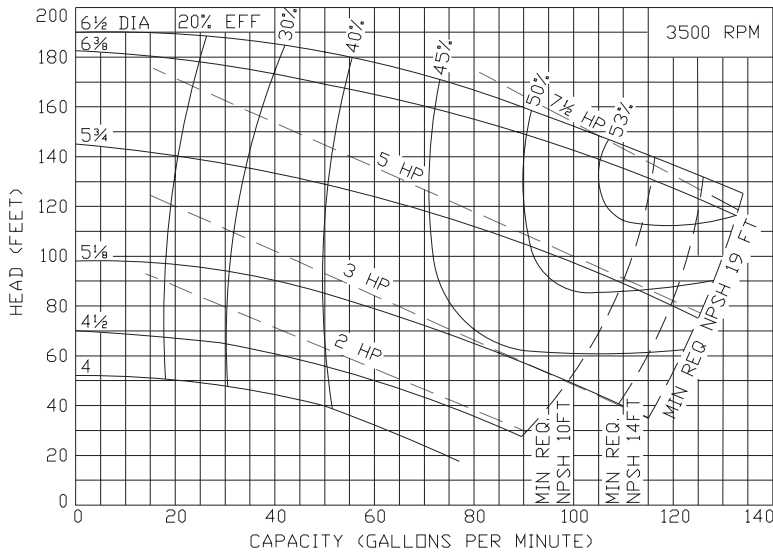 200
180
160
140
120
100
80
60
40
20
0
HEAD (FEET)
6½ DIA
6⅜
5¾
5⅛
4½
4
20% EFF
30%
40%
45%
50%
53%
3500 RPM
7½ HP
5 HP
3 HP
2 HP
MIN REQ.
NPSH 10FT
MIN REQ.
NPSH 14FT
MIN REQ NPSH 19 FT
0
20
40
60
80
100
120
140
CAPACITY (GALLONS PER MINUTE)